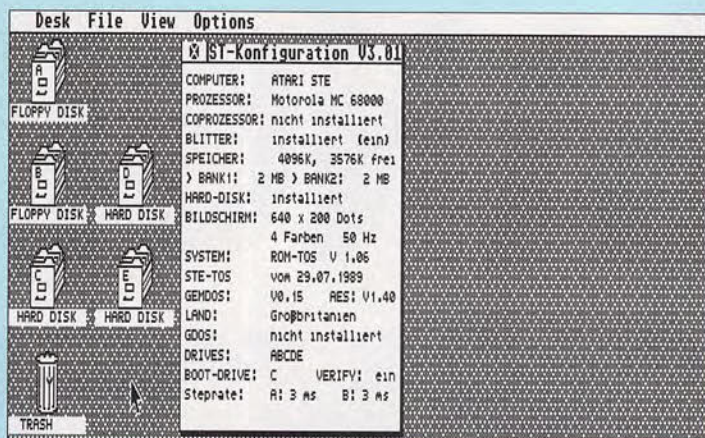 Desk File View Options
A
FLOPPY DISK
B
FLOPPY DISK
D
HARD DISK
C
HARD DISK
E
HARD DISK
TRASH
ST-Konfiguration V3.01
COMPUTER: ATARI STE
PROZESSOR: Motorola MC 68000
COPROZESSOR: nicht installiert
BLITTER: installiert (ein)
SPEICHER: 4096K, 3576K frei
> BANK1: 2 MB > BANK2: 2 MB
HARD-DISK: installiert
BILDSCHIRM: 640 x 200 Dots
4 Farben 50 Hz
SYSTEM: ROM-TOS V 1.06
STE-TOS vom 29.07.1989
GEMDOS: V0.15 AES: V1.40
LAND: Großbritanien
GDOS: nicht installiert
DRIVES: ABCDE
BOOT-DRIVE: C VERIFY: ein
Steprate: A: 3 ms B: 3 ms